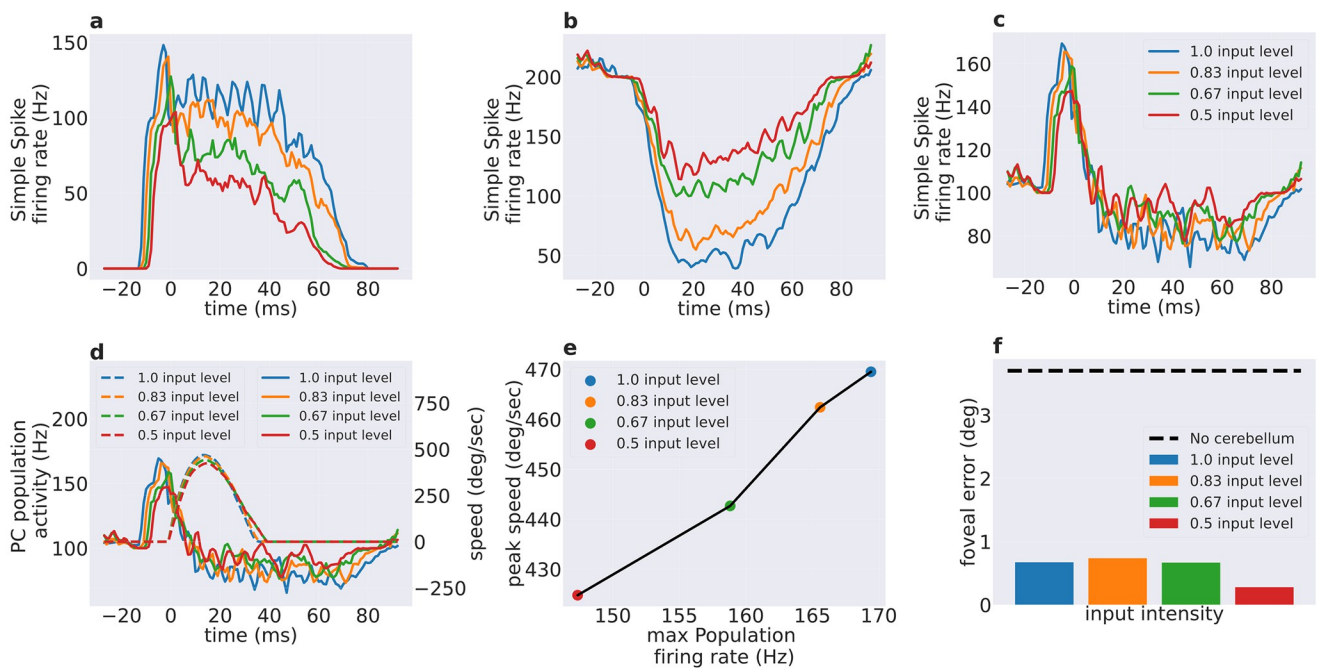 a
Simple Spike
firing rate (Hz)
150
100
50
0
−20 0 20 40 60 80
time (ms)
b
Simple Spike
firing rate (Hz)
200
150
100
50
−20 0 20 40 60 80
time (ms)
c
Simple Spike
firing rate (Hz)
160
140
120
100
80
1.0 input level
0.83 input level
0.67 input level
0.5 input level
−20 0 20 40 60 80
time (ms)
d
PC population
activity (Hz)
200
150
100
1.0 input level 1.0 input level
0.83 input level 0.83 input level
0.67 input level 0.67 input level
0.5 input level 0.5 input level
750
500
250
0
−250
speed (deg/sec)
−20 0 20 40 60 80
time (ms)
e
peak speed (deg/sec)
470
460
450
440
430
1.0 input level
0.83 input level
0.67 input level
0.5 input level
150 155 160 165 170
max Population
firing rate (Hz)
f
foveal error (deg)
3
2
1
0
No cerebellum
1.0 input level
0.83 input level
0.67 input level
0.5 input level
input intensity